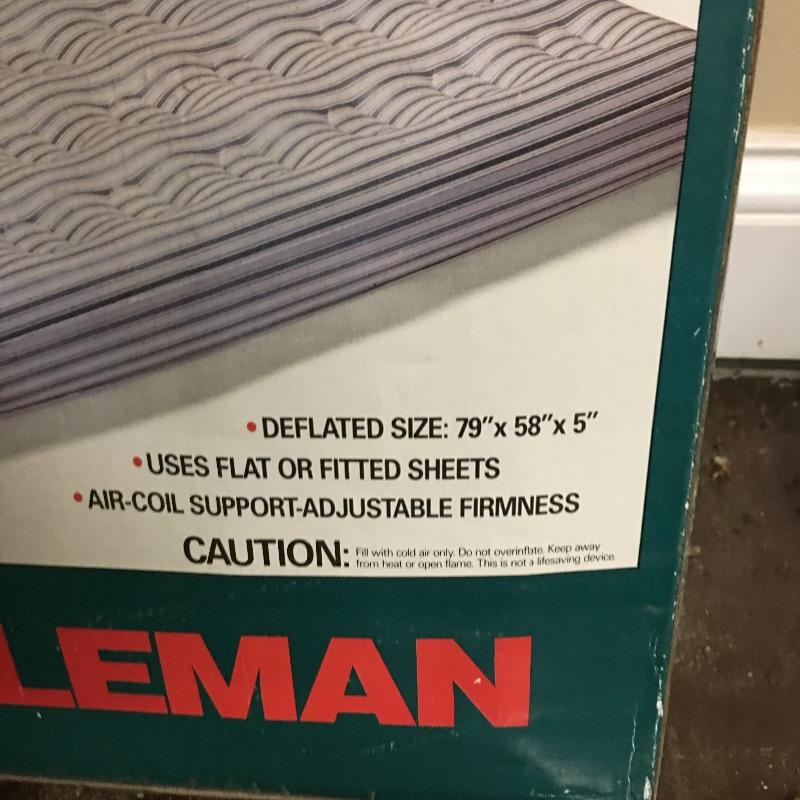 • DEFLATED SIZE: 79"x 58"x 5"
• USES FLAT OR FITTED SHEETS
• AIR-COIL SUPPORT-ADJUSTABLE FIRMNESS
CAUTION: Fill with cold air only. Do not overinflate. Keep away
from heat or open flame. This is not a lifesaving device.
LEMAN